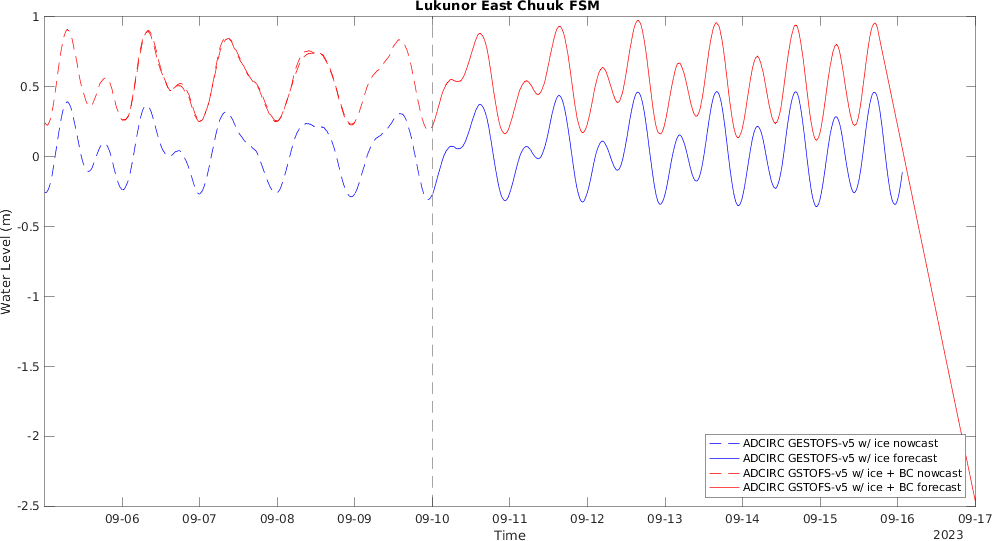 Lukunor East Chuuk FSM
1
0.5
0
-0.5
-1
-1.5
-2
-2.5
Water Level (m)
ADCIRC GESTOFS-v5 w/ ice nowcast
ADCIRC GESTOFS-v5 w/ ice forecast
ADCIRC GSTOFS-v5 w/ ice + BC nowcast
ADCIRC GSTOFS-v5 w/ ice + BC forecast
09-06 09-07 09-08 09-09 09-10 09-11 09-12 09-13 09-14 09-15 09-16 09-17
Time
2023